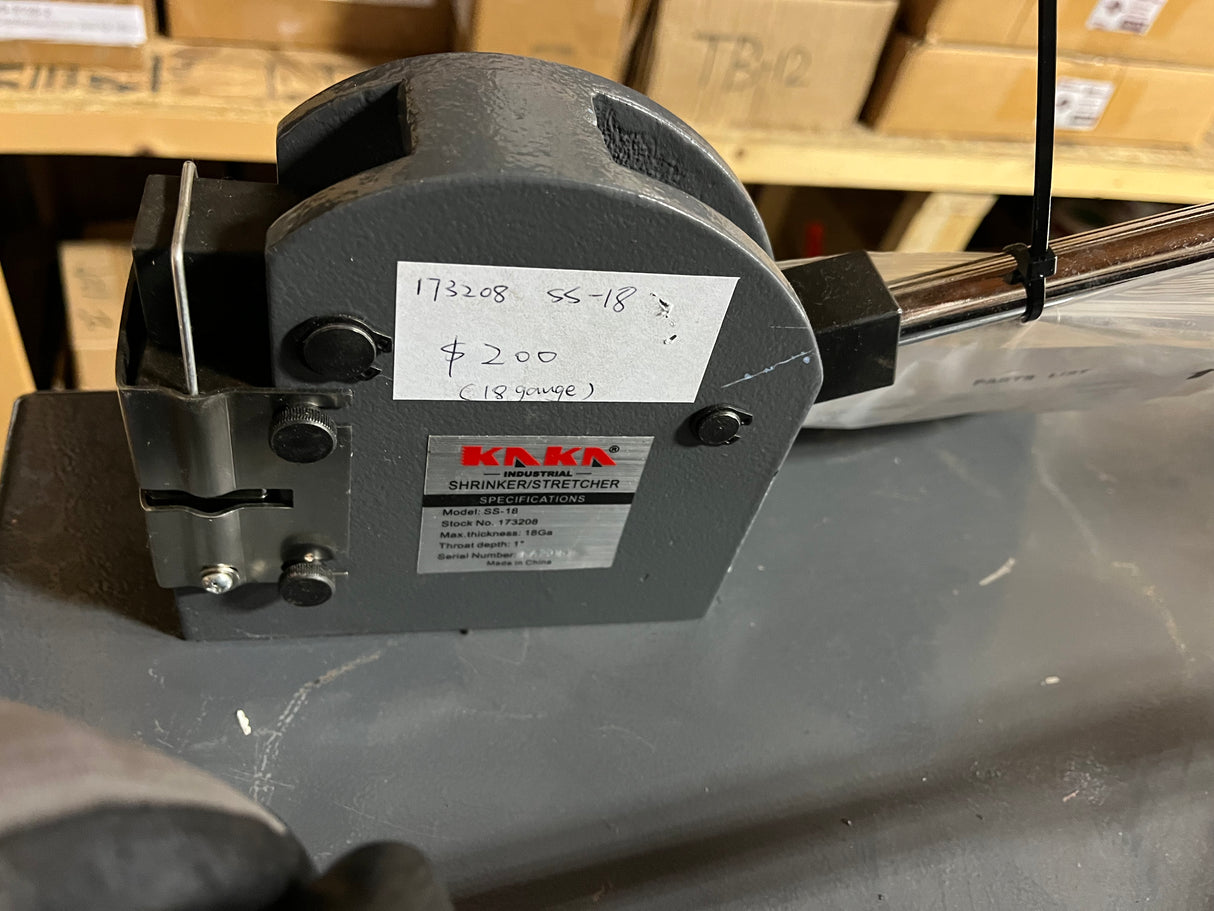 TB-12
173208 SS-18
$200
(18 gauge)
KAKA®
INDUSTRIAL
SHRINKER/STRETCHER
SPECIFICATIONS
Model: SS-18
Stock No. 173208
Max.thickness: 18Ga
Throat depth: 1"
Serial Number:
Made in China
PARTS LIST